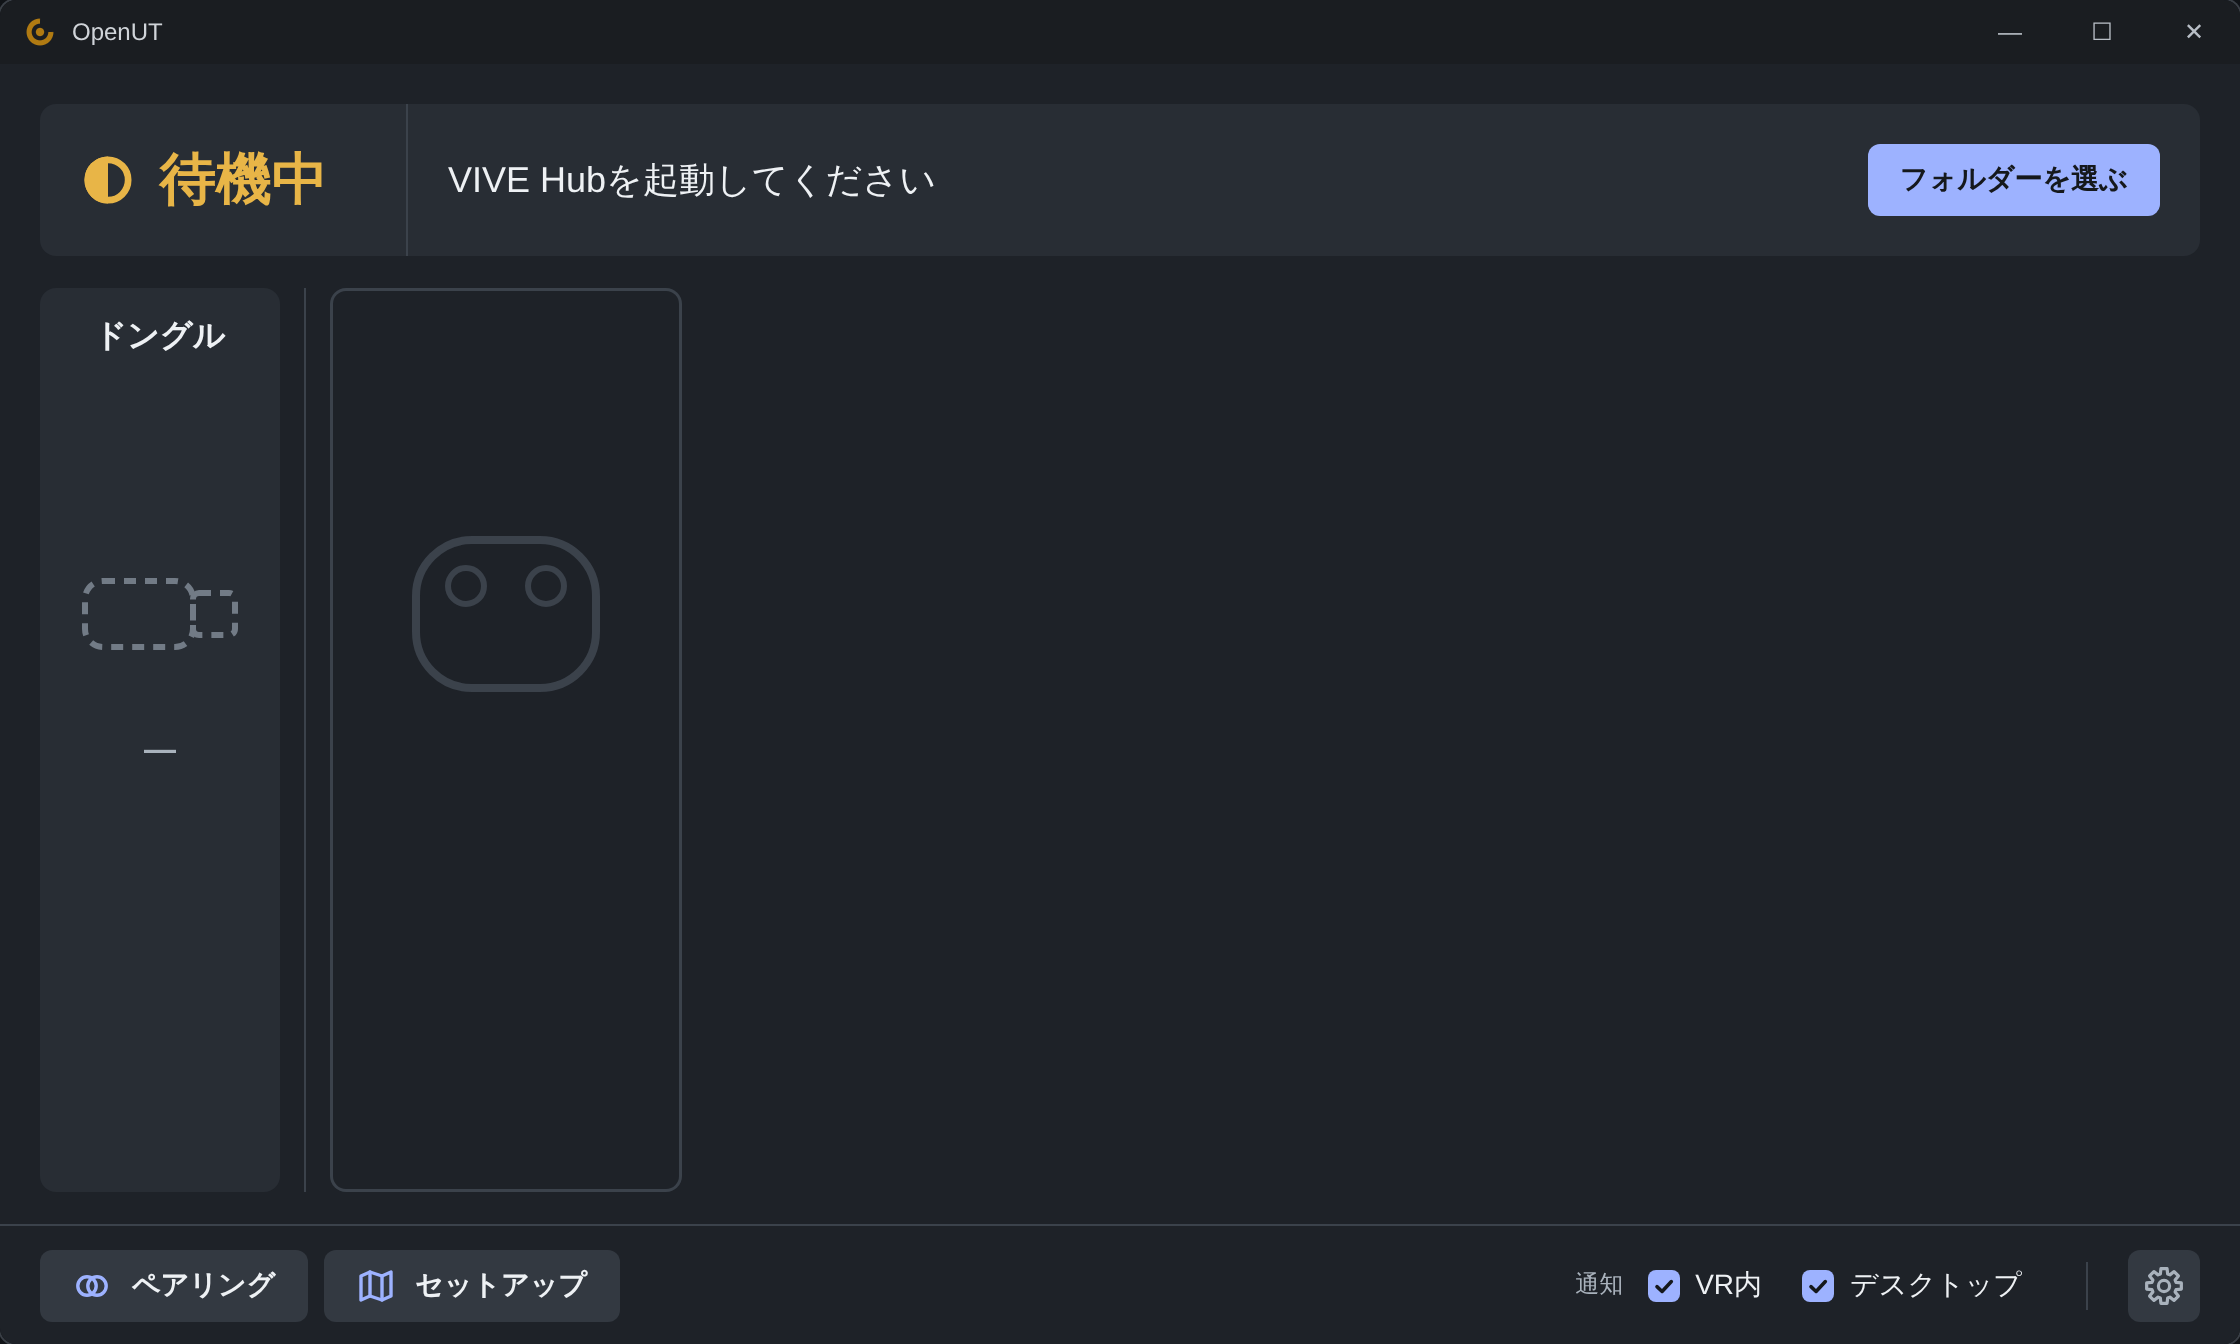 OpenUT
待機中
VIVE Hubを起動してください
フォルダーを選ぶ
ドングル
—
ペアリング
セットアップ
通知
VR内
デスクトップ